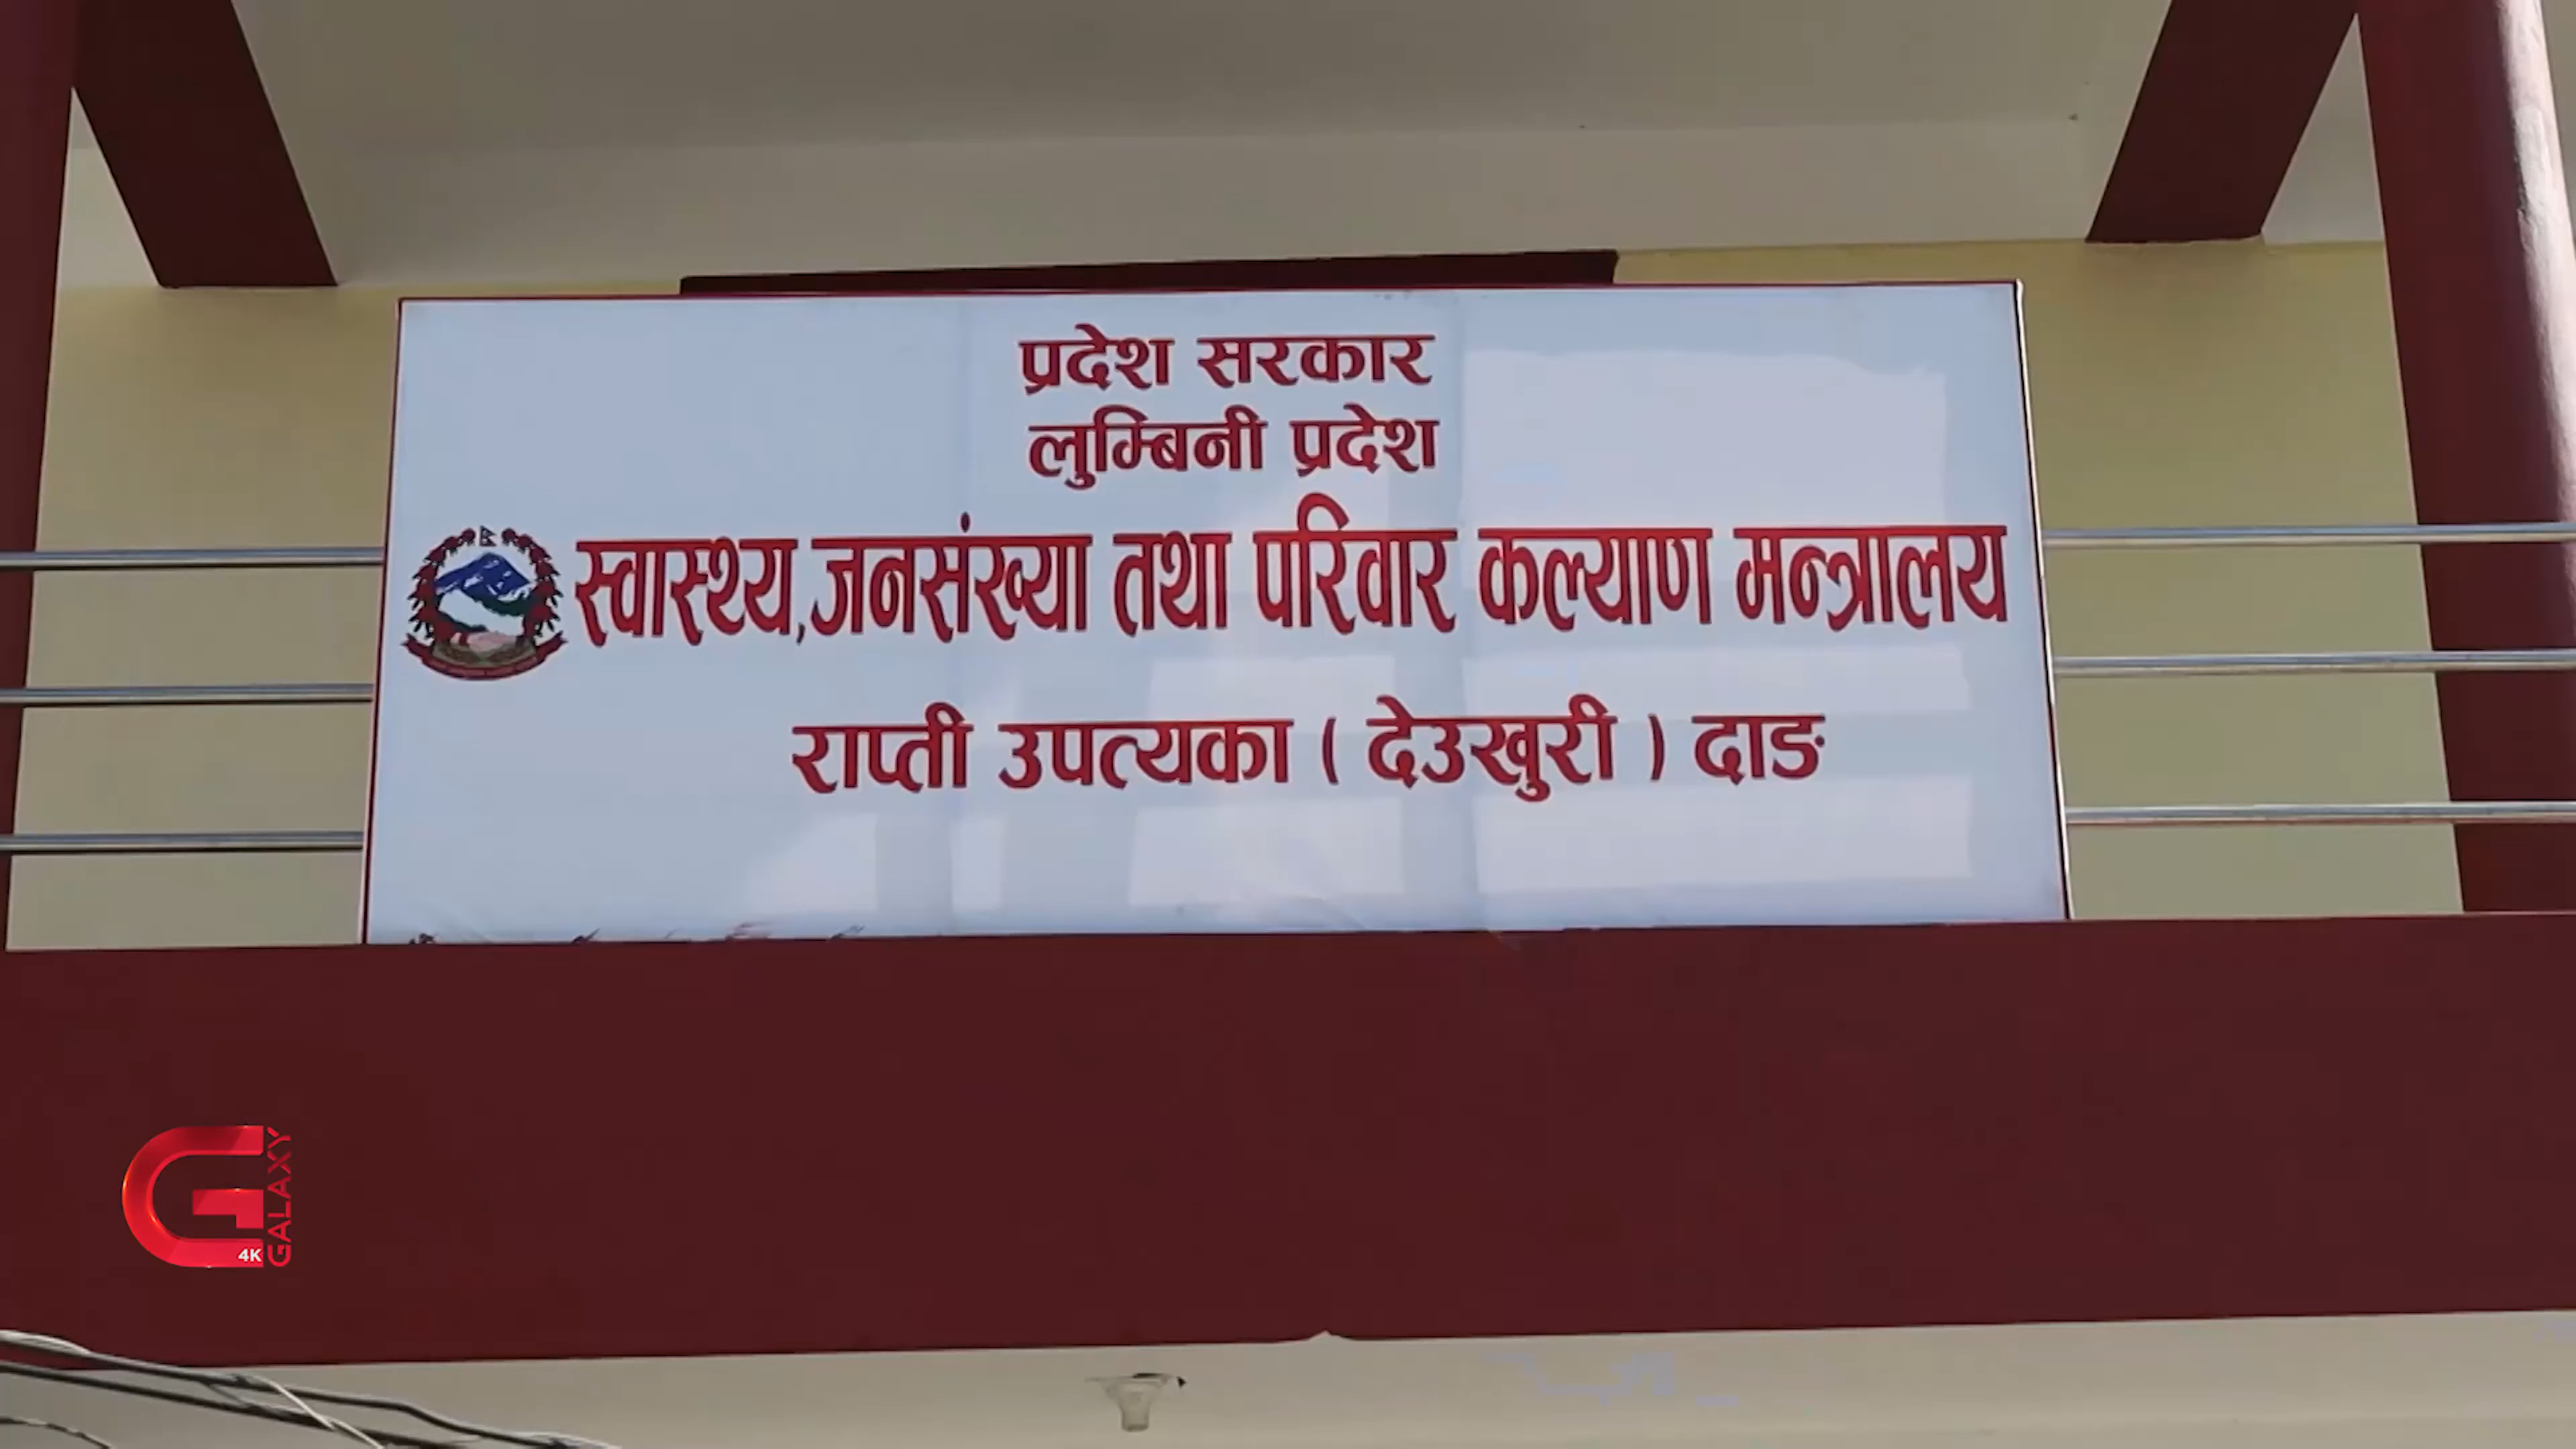 प्रदेश सरकार
लुम्बिनी प्रदेश
स्वास्थ्य,जनसंख्या तथा परिवार कल्याण मन्त्रालय
राप्ती उपत्यका ( देउखुरी ) दाङ
GALAXY
4K